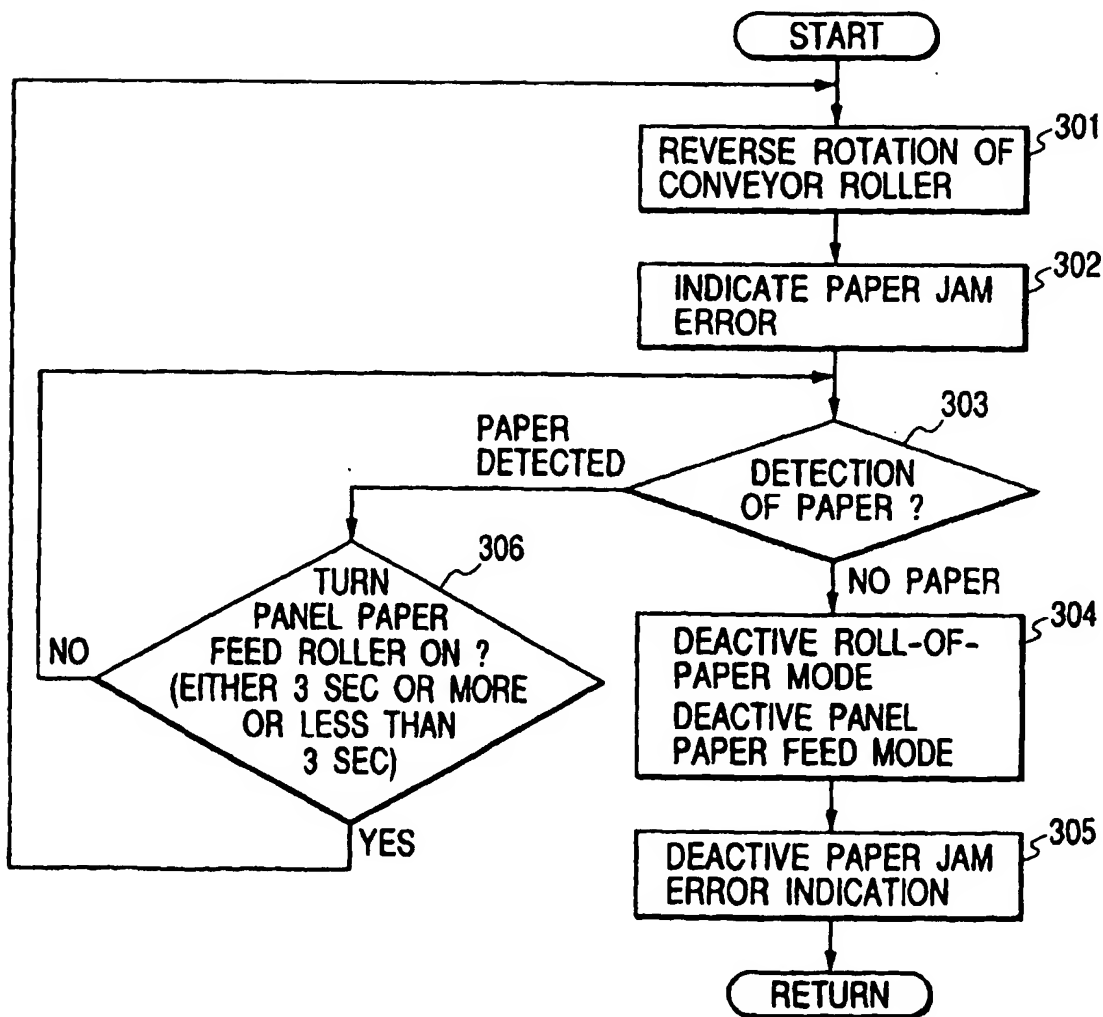 START
301
REVERSE ROTATION OF
CONVEYOR ROLLER
302
INDICATE PAPER JAM
ERROR
303
PAPER
DETECTED
DETECTION
OF PAPER ?
306
TURN
PANEL PAPER
FEED ROLLER ON ?
(EITHER 3 SEC OR MORE
OR LESS THAN
3 SEC)
NO
YES
NO PAPER
304
DEACTIVE ROLL-OF-
PAPER MODE
DEACTIVE PANEL
PAPER FEED MODE
305
DEACTIVE PAPER JAM
ERROR INDICATION
RETURN